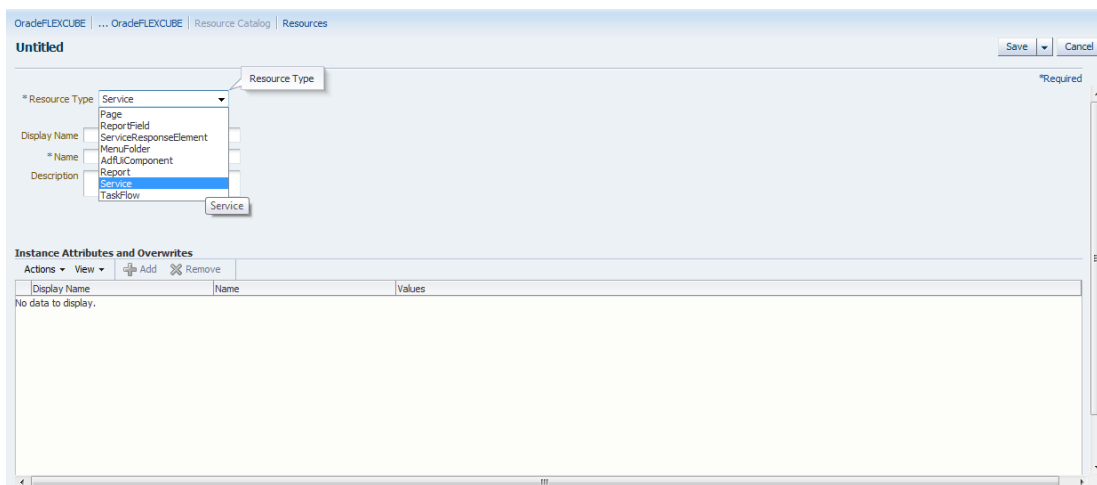 OracleFLEXCUBE ... OracleFLEXCUBE Resource Catalog Resources
Untitled
Save Cancel
Resource Type
*Required
* Resource Type Service
Page
ReportField
Display Name ServiceResponseElement
MenuFolder
* Name AdfUiComponent
Report
Description Service
TaskFlow
Service
Instance Attributes and Overwrites
Actions View Add Remove
Display Name Name Values
No data to display.